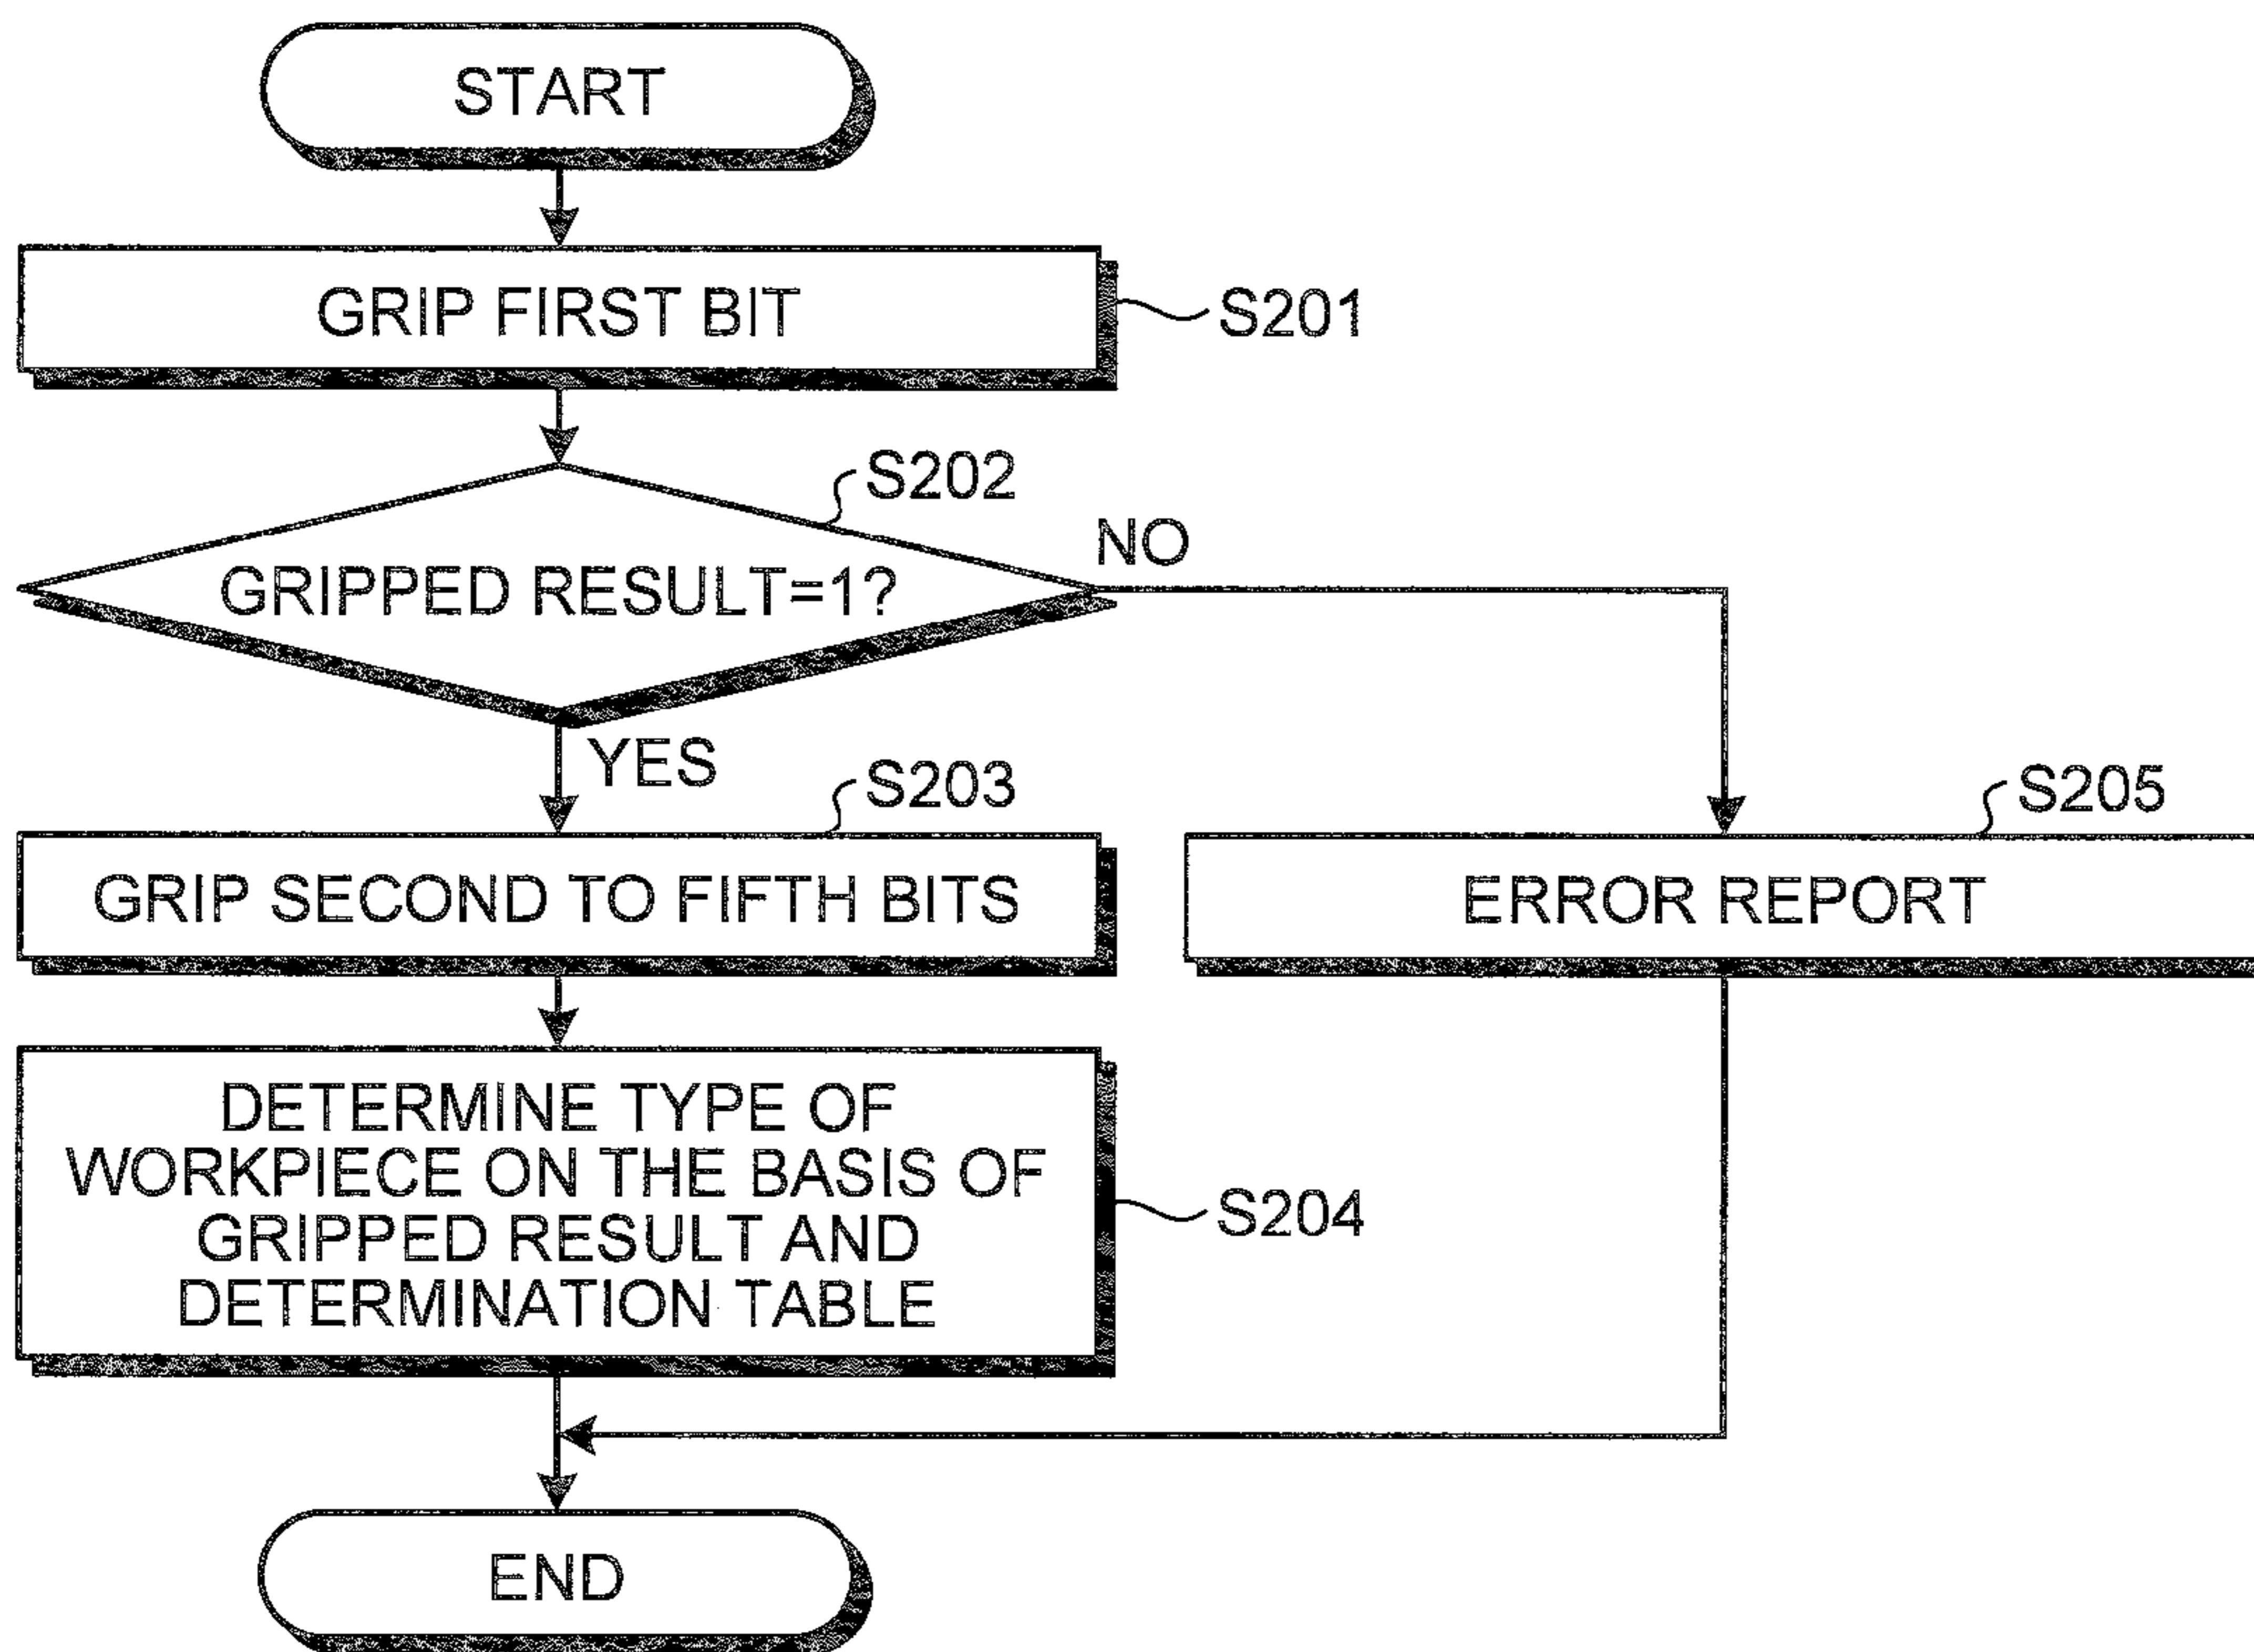 START
GRIP FIRST BIT
S201
S202
GRIPPED RESULT=1?
NO
YES
S203
GRIP SECOND TO FIFTH BITS
S205
ERROR REPORT
DETERMINE TYPE OF
WORKPIECE ON THE BASIS OF
GRIPPED RESULT AND
DETERMINATION TABLE
S204
END